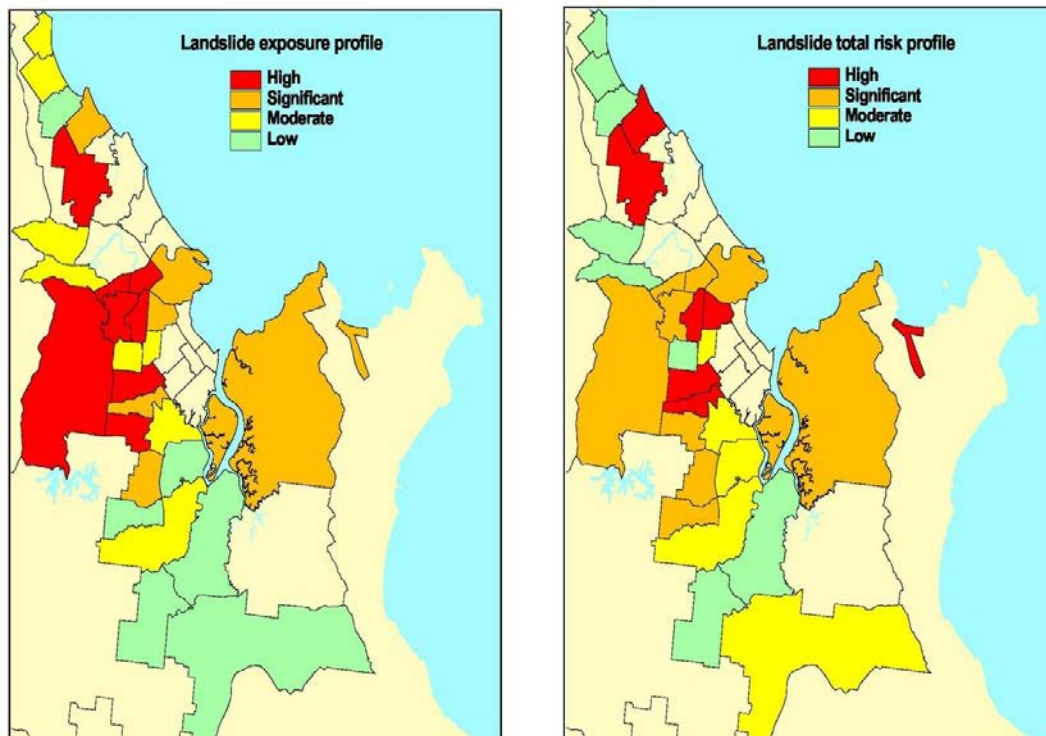 Landslide exposure profile
High
Significant
Moderate
Low
Landslide total risk profile
High
Significant
Moderate
Low